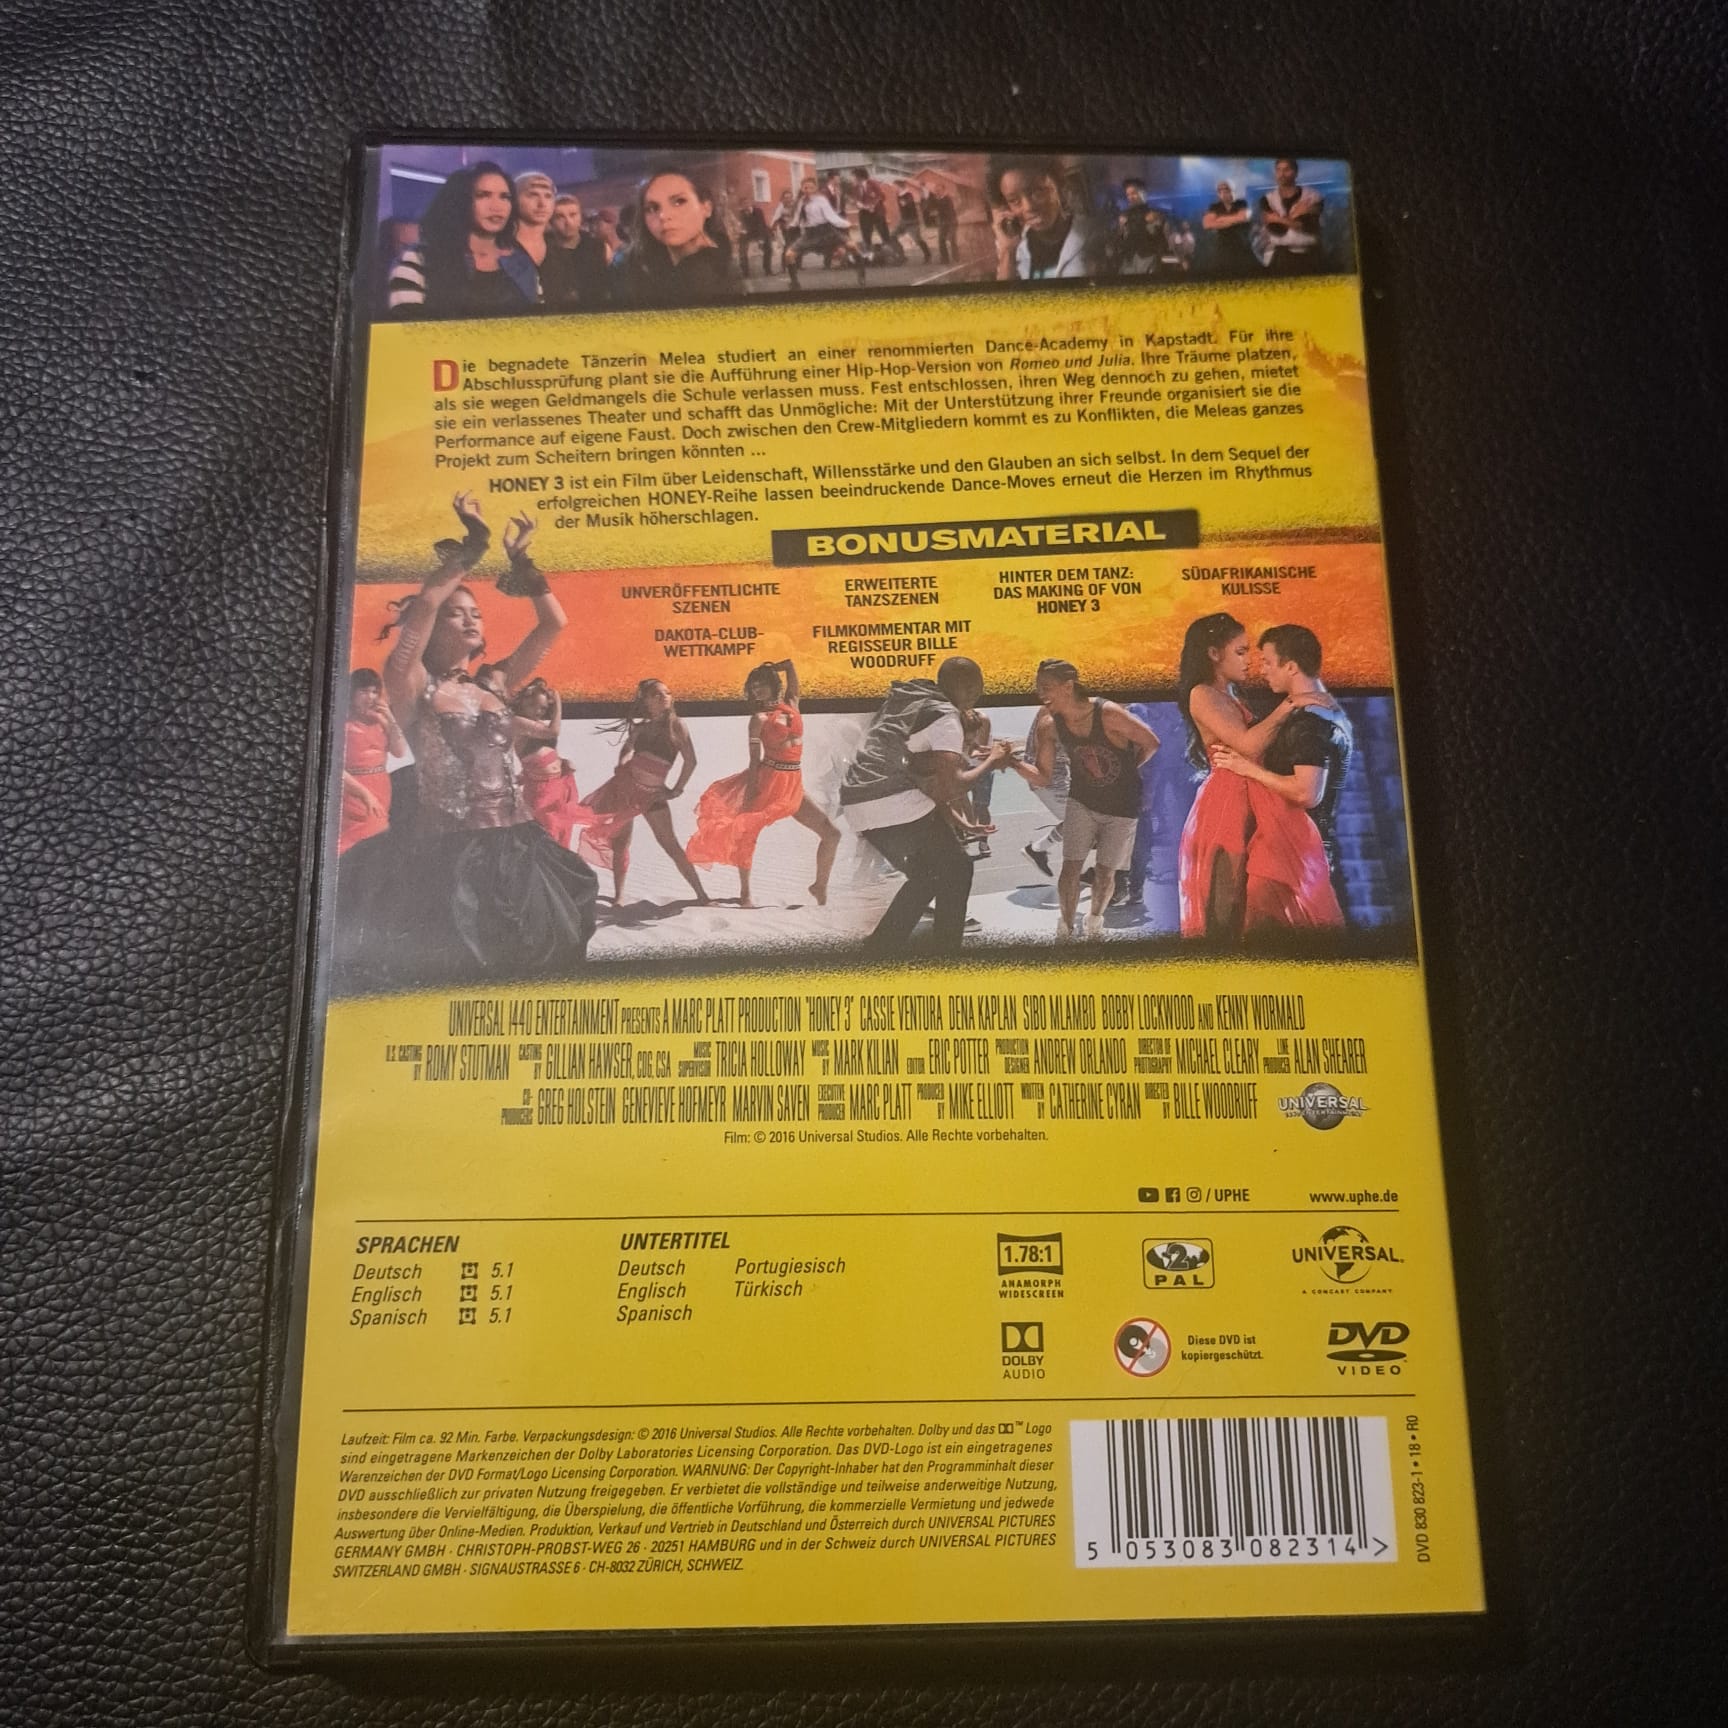 Die begnadete Tänzerin Melea studiert an einer renommierten Dance-Academy in Kapstadt. Für ihre
Abschlussprüfung plant sie die Aufführung einer Hip-Hop-Version von Romeo und Julia. Ihre Träume platzen,
als sie wegen Geldmangels die Schule verlassen muss. Fest entschlossen, ihren Weg dennoch zu gehen, mietet
sie ein verlassenes Theater und schafft das Unmögliche: Mit der Unterstützung ihrer Freunde organisiert sie die
Performance auf eigene Faust. Doch zwischen den Crew-Mitgliedern kommt es zu Konflikten, die Meleas ganzes
Projekt zum Scheitern bringen könnten ...
HONEY 3 ist ein Film über Leidenschaft, Willensstärke und den Glauben an sich selbst. In dem Sequel der
erfolgreichen HONEY-Reihe lassen beeindruckende Dance-Moves erneut die Herzen im Rhythmus
der Musik höherschlagen.
BONUSMATERIAL
UNVERÖFFENTLICHTE
SZENEN
ERWEITERTE
TANZSZENEN
HINTER DEM TANZ:
DAS MAKING OF VON
HONEY 3
SÜDAFRIKANISCHE
KULISSE
DAKOTA-CLUB-
WETTKAMPF
FILMKOMMENTAR MIT
REGISSEUR BILLE
WOODRUFF
UNIVERSAL 1440 ENTERTAINMENT PRESENTS A MARC PLATT PRODUCTION "HONEY 3" CASSIE VENTURA DENA KAPLAN SIBO MLAMBO BOBBY LOCKWOOD AND KENNY WORMALD
U.S. CASTING BY ROMY STUTMAN CASTING BY GILLIAN HAWSER, CDG, CSA MUSIC SUPERVISOR TRICIA HOLLOWAY MUSIC BY MARK KILIAN EDITOR ERIC POTTER PRODUCTION DESIGNER ANDREW ORLANDO DIRECTOR OF PHOTOGRAPHY MICHAEL CLEARY LINE PRODUCER ALAN SHEARER
CO-PRODUCERS GREG HOLSTEIN GENEVIEVE HOFMEYR MARVIN SAVEN EXECUTIVE PRODUCER MARC PLATT PRODUCED BY MIKE ELLIOTT WRITTEN BY CATHERINE CYRAN DIRECTED BY BILLE WOODRUFF UNIVERSAL
Film: © 2016 Universal Studios. Alle Rechte vorbehalten.
/ UPHE www.uphe.de
SPRACHEN
Deutsch 5.1
Englisch 5.1
Spanisch 5.1
UNTERTITEL
Deutsch Portugiesisch
Englisch Türkisch
Spanisch
1.78:1
ANAMORPH
WIDESCREEN
2
PAL
UNIVERSAL
A COMCAST COMPANY
DOLBY
AUDIO
Diese DVD ist
kopiergeschützt.
DVD
VIDEO
Laufzeit: Film ca. 92 Min. Farbe. Verpackungsdesign: © 2016 Universal Studios. Alle Rechte vorbehalten. Dolby und das ™ Logo
sind eingetragene Markenzeichen der Dolby Laboratories Licensing Corporation. Das DVD-Logo ist ein eingetragenes
Warenzeichen der DVD Format/Logo Licensing Corporation. WARNUNG: Der Copyright-Inhaber hat den Programminhalt dieser
DVD ausschließlich zur privaten Nutzung freigegeben. Er verbietet die vollständige und teilweise anderweitige Nutzung,
insbesondere die Vervielfältigung, die Überspielung, die öffentliche Vorführung, die kommerzielle Vermietung und jedwede
Auswertung über Online-Medien. Produktion, Verkauf und Vertrieb in Deutschland und Österreich durch UNIVERSAL PICTURES
GERMANY GMBH · CHRISTOPH-PROBST-WEG 26 · 20251 HAMBURG und in der Schweiz durch UNIVERSAL PICTURES
SWITZERLAND GMBH · SIGNAUSTRASSE 6 · CH-8032 ZÜRICH, SCHWEIZ.
5 053083 082314 >
DVD 830 823-1 • 18 • R0